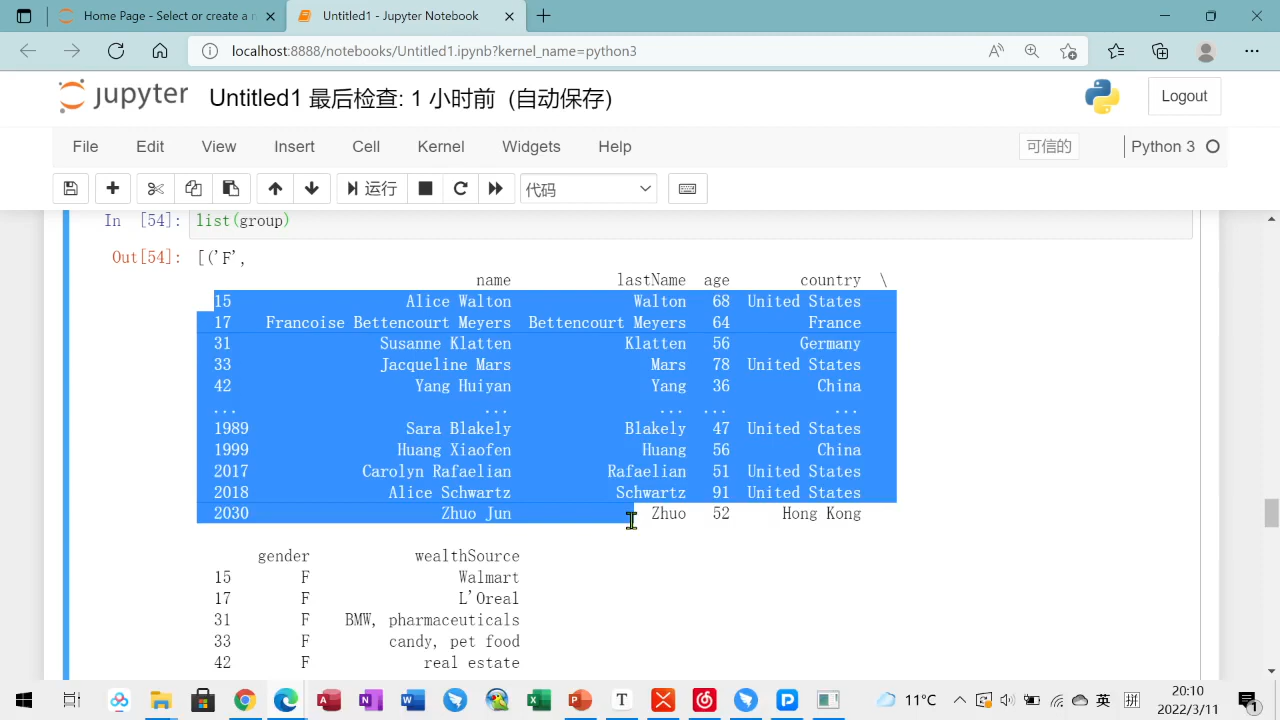 Home Page - Select or create a n
Untitled1 - Jupyter Notebook
localhost:8888/notebooks/Untitled1.ipynb?kernel_name=python3
jupyter Untitled1 最后检查: 1 小时前 (自动保存)
Logout
File Edit View Insert Cell Kernel Widgets Help 可信的 Python 3
运行 代码
In [54]: list(group)
Out[54]: [('F',
name lastName age country \
15 Alice Walton Walton 68 United States
17 Francoise Bettencourt Meyers Bettencourt Meyers 64 France
31 Susanne Klatten Klatten 56 Germany
33 Jacqueline Mars Mars 78 United States
42 Yang Huiyan Yang 36 China
... ... ... ... ...
1989 Sara Blakely Blakely 47 United States
1999 Huang Xiaofen Huang 56 China
2017 Carolyn Rafaelian Rafaelian 51 United States
2018 Alice Schwartz Schwartz 91 United States
2030 Zhuo Jun Zhuo 52 Hong Kong
gender wealthSource
15 F Walmart
17 F L'Oreal
31 F BMW, pharmaceuticals
33 F candy, pet food
42 F real estate
11°C 英 拼 20:10
2022/3/11
1